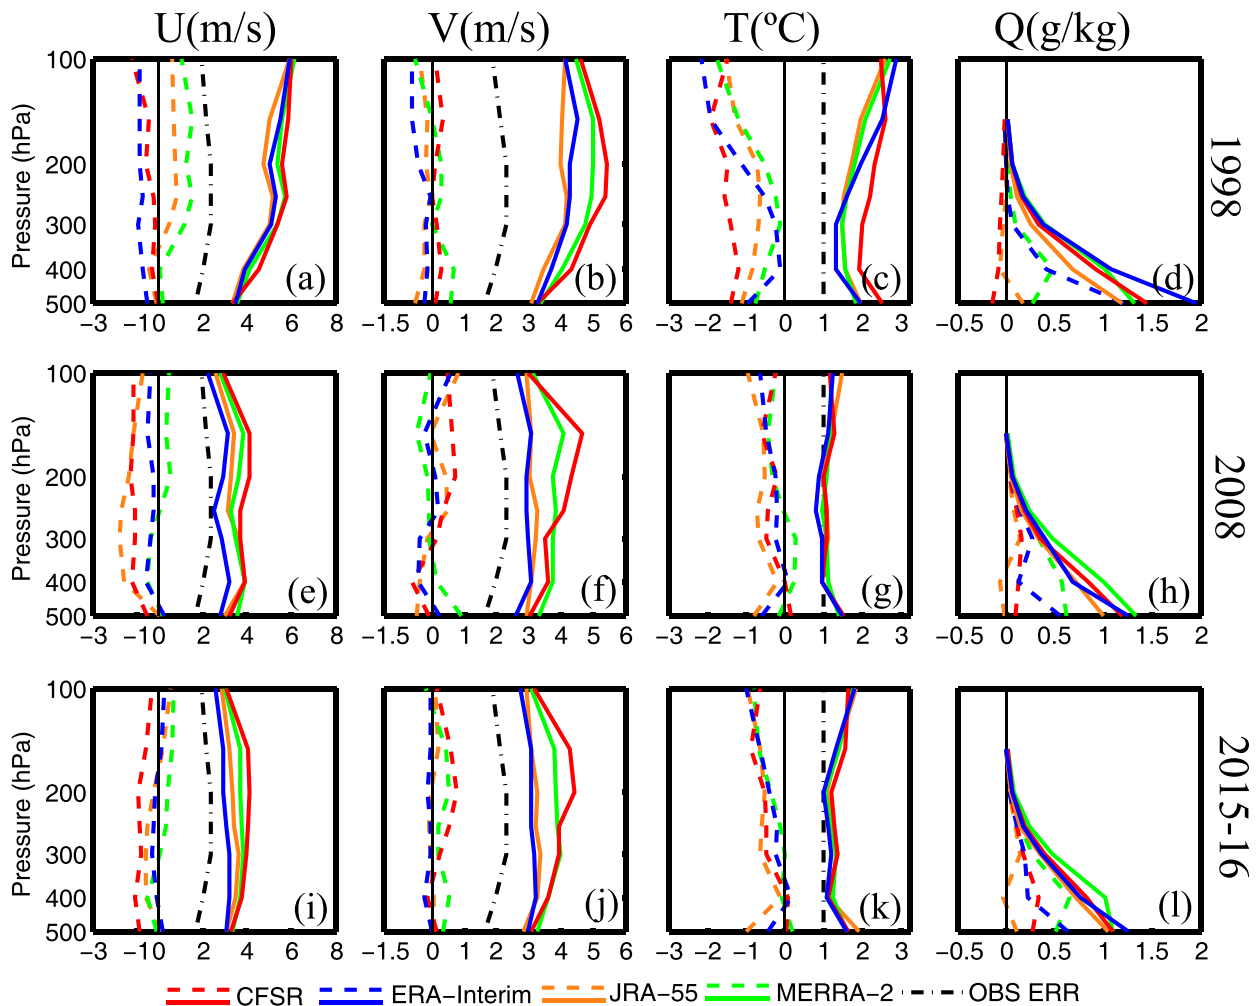 U(m/s) V(m/s) T(ºC) Q(g/kg)
100
200
300
400
500
Pressure (hPa)
(a) (b) (c) (d)
1998
−3 −1 0 2 4 6 8 −1.5 0 1 2 3 4 5 6 −3 −2 −1 0 1 2 3 −0.5 0 0.5 1 1.5 2
100
200
300
400
500
Pressure (hPa)
(e) (f) (g) (h)
2008
−3 −1 0 2 4 6 8 −1.5 0 1 2 3 4 5 6 −3 −2 −1 0 1 2 3 −0.5 0 0.5 1 1.5 2
100
200
300
400
500
Pressure (hPa)
(i) (j) (k) (l)
2015-16
−3 −1 0 2 4 6 8 −1.5 0 1 2 3 4 5 6 −3 −2 −1 0 1 2 3 −0.5 0 0.5 1 1.5 2
CFSR ERA−Interim JRA−55 MERRA−2 OBS ERR